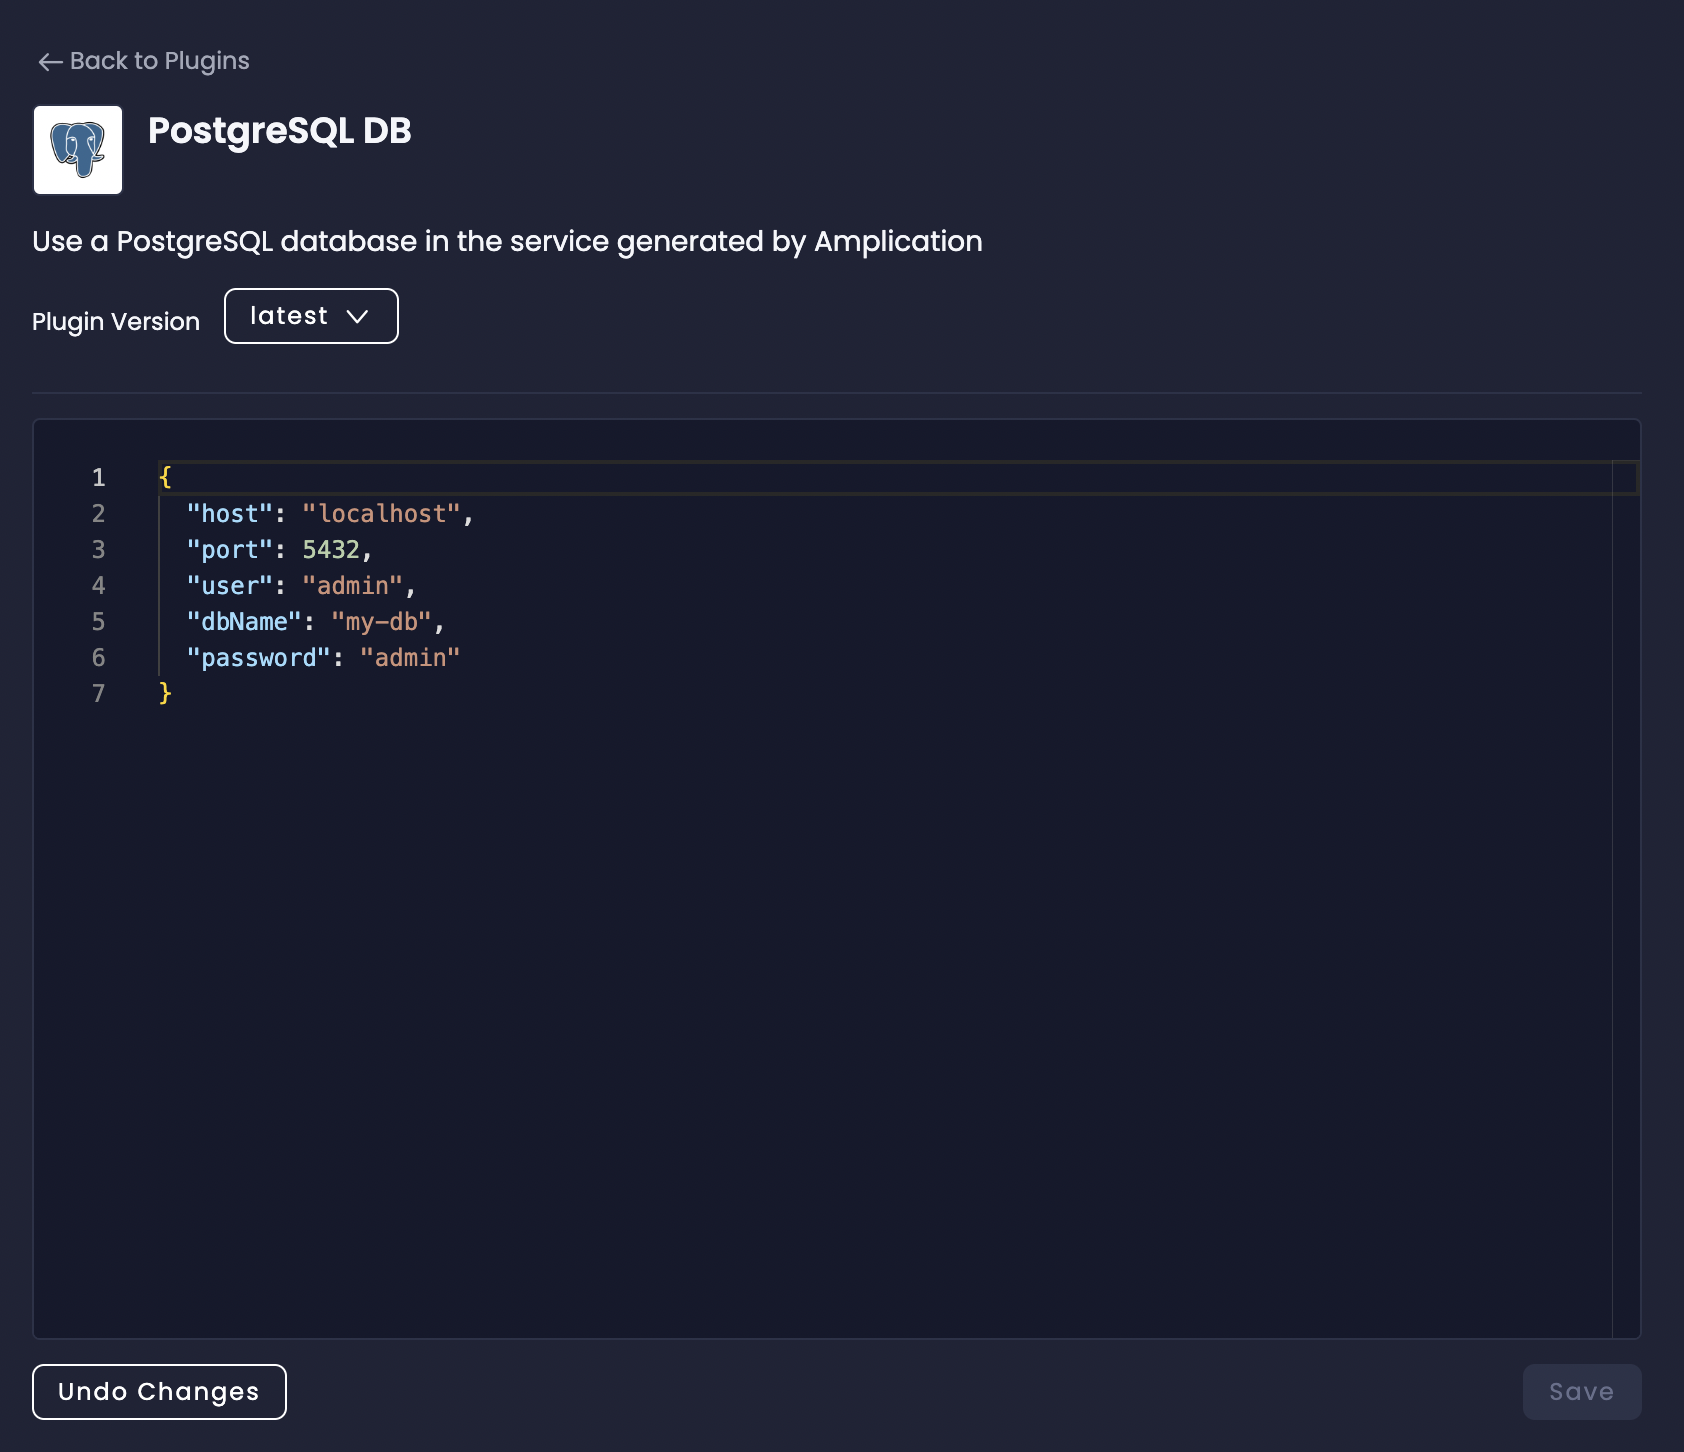 ← Back to Plugins
PostgreSQL DB
Use a PostgreSQL database in the service generated by Amplication
Plugin Version latest
1 {
2   "host": "localhost",
3   "port": 5432,
4   "user": "admin",
5   "dbName": "my-db",
6   "password": "admin"
7 }
Undo Changes Save